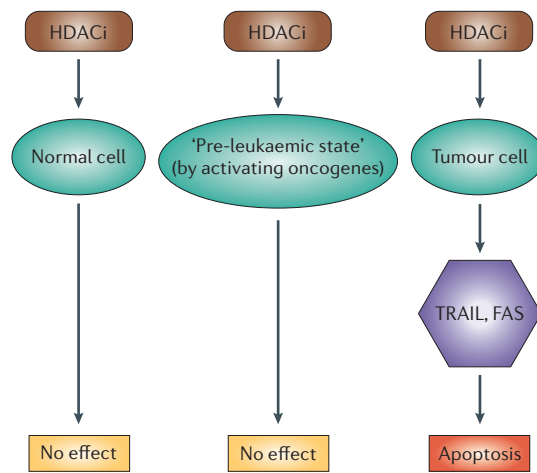 HDACi
HDACi
HDACi
Normal cell
'Pre-leukaemic state'
(by activating oncogenes)
Tumour cell
TRAIL, FAS
No effect
No effect
Apoptosis